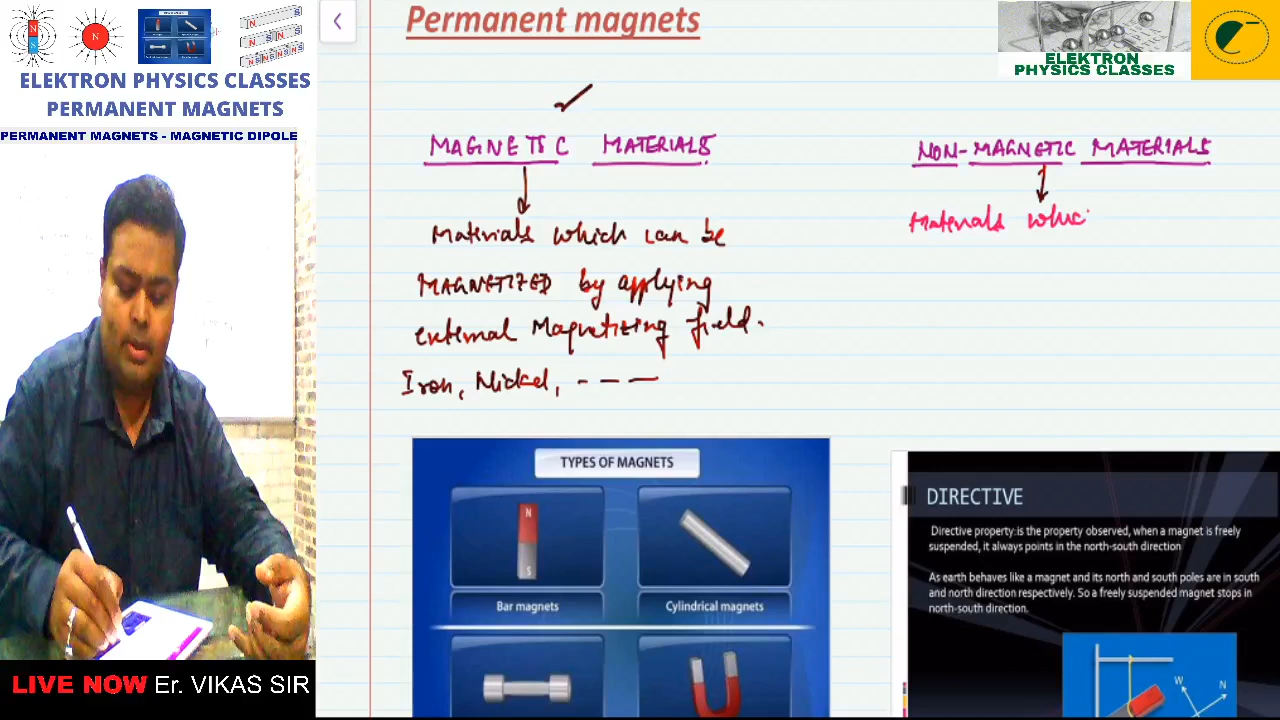 ELEKTRON PHYSICS CLASSES
PERMANENT MAGNETS
PERMANENT MAGNETS - MAGNETIC DIPOLE
LIVE NOW Er. VIKAS SIR
Permanent magnets
ELEKTRON
PHYSICS CLASSES
MAGNETIC MATERIALS
Materials which can be
MAGNETIZED by applying
external Magnetizing field.
Iron, Nickel, - - -
NON-MAGNETIC MATERIALS
Materials whic
TYPES OF MAGNETS
N
S
Bar magnets
Cylindrical magnets
DIRECTIVE
Directive property:is the property observed, when a magnet is freely
suspended, it always points in the north-south direction
As earth behaves like a magnet and its north and south poles are in south
and north direction respectively. So a freely suspended magnet stops in
north-south direction.
W
N